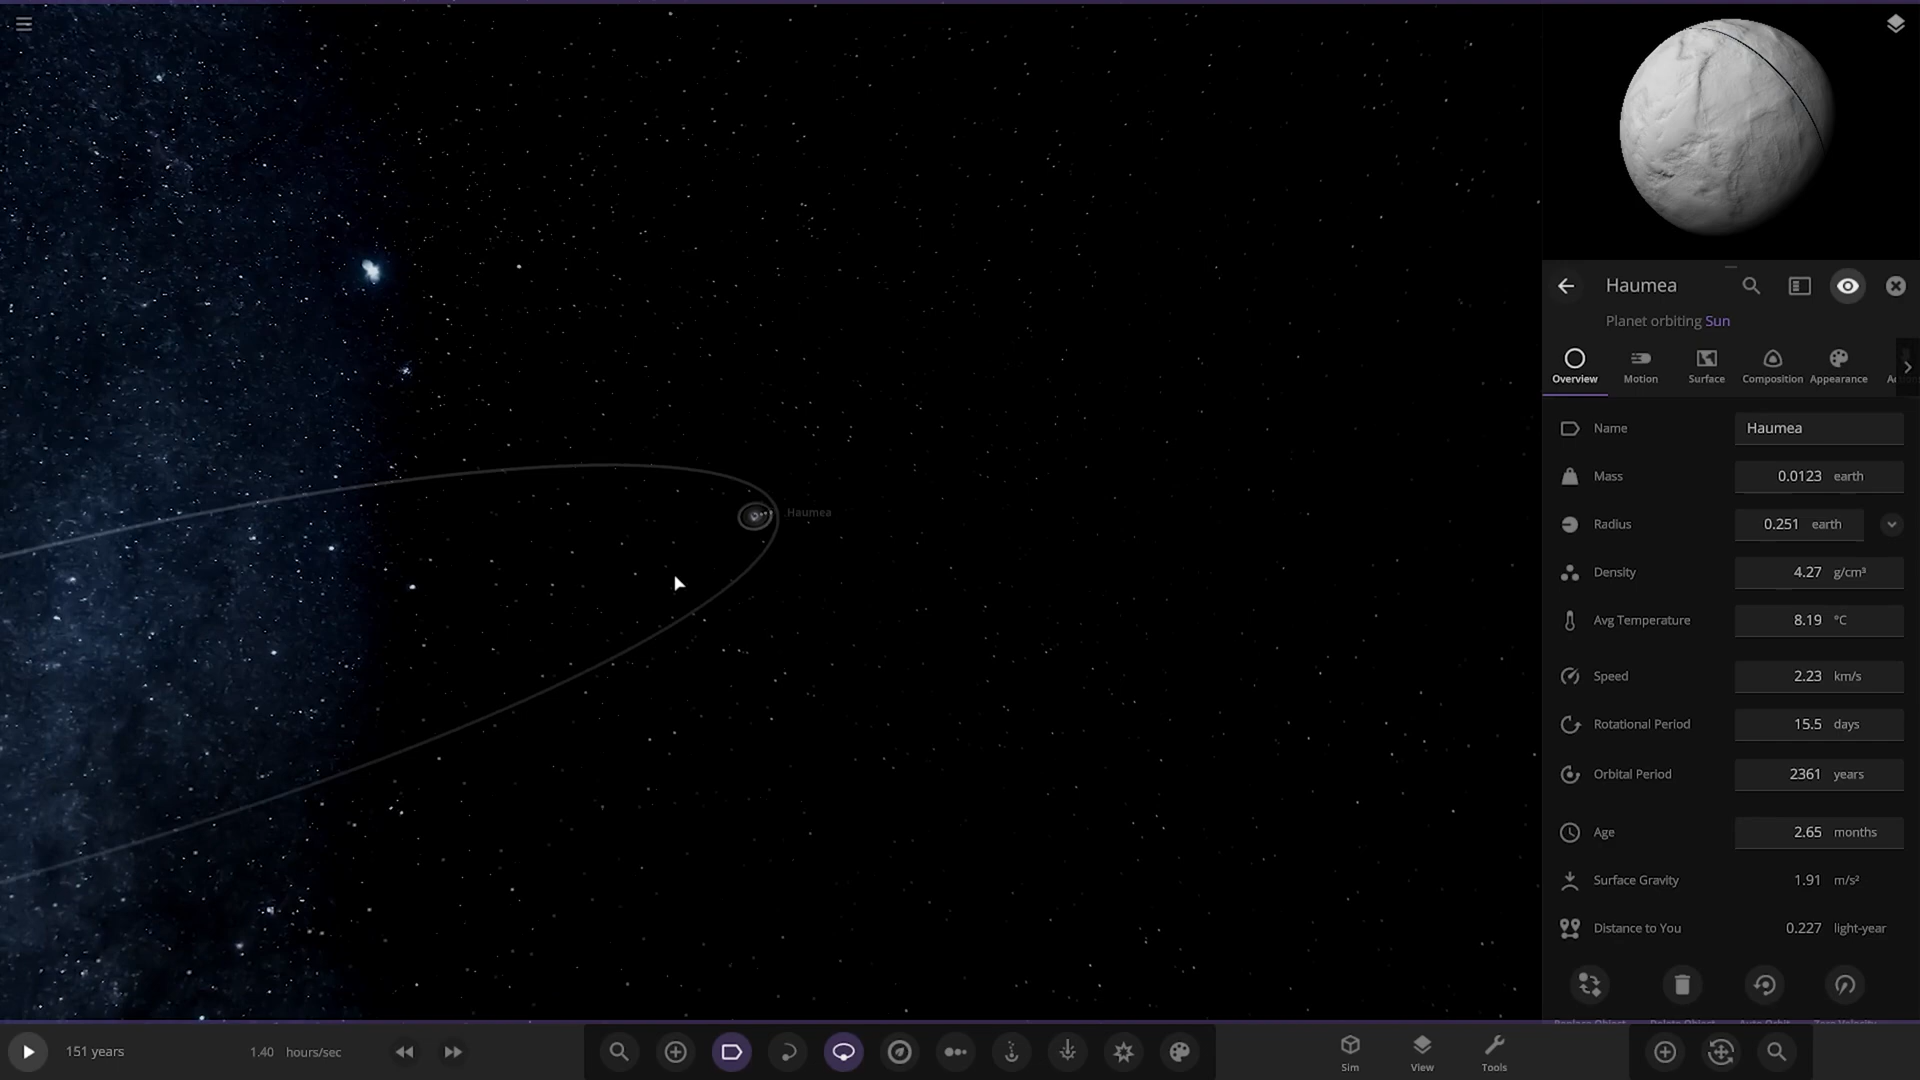 Haumea
Haumea
Planet orbiting Sun
Overview Motion Surface Composition Appearance
Name Haumea
Mass 0.0123 earth
Radius 0.251 earth
Density 4.27 g/cm³
Avg Temperature 8.19 °C
Speed 2.23 km/s
Rotational Period 15.5 days
Orbital Period 2361 years
Age 2.65 months
Surface Gravity 1.91 m/s²
Distance to You 0.227 light-year
151 years 1.40 hours/sec Sim View Tools